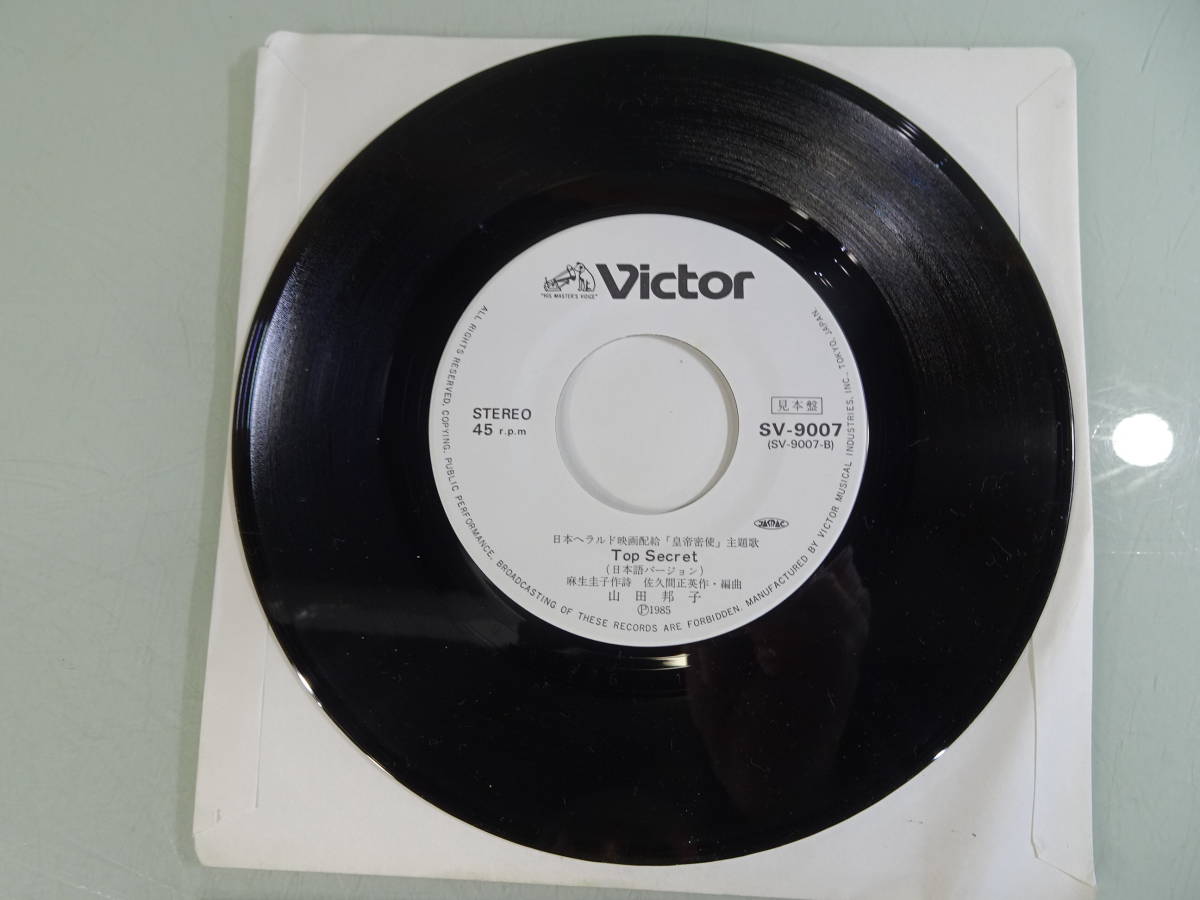 Victor
"HIS MASTER'S VOICE"
STEREO
45 r.p.m
見本盤
SV-9007
(SV-9007-B)
JASRAC
日本ヘラルド映画配給「皇帝密使」主題歌
Top Secret
(日本語バージョン)
麻生圭子作詩 佐久間正英作・編曲
山田邦子
Ⓟ1985
ALL RIGHTS RESERVED. COPYING, PUBLIC PERFORMANCE, BROADCASTING OF THESE RECORDS ARE FORBIDDEN. MANUFACTURED BY VICTOR MUSICAL INDUSTRIES, INC., TOKYO, JAPAN.